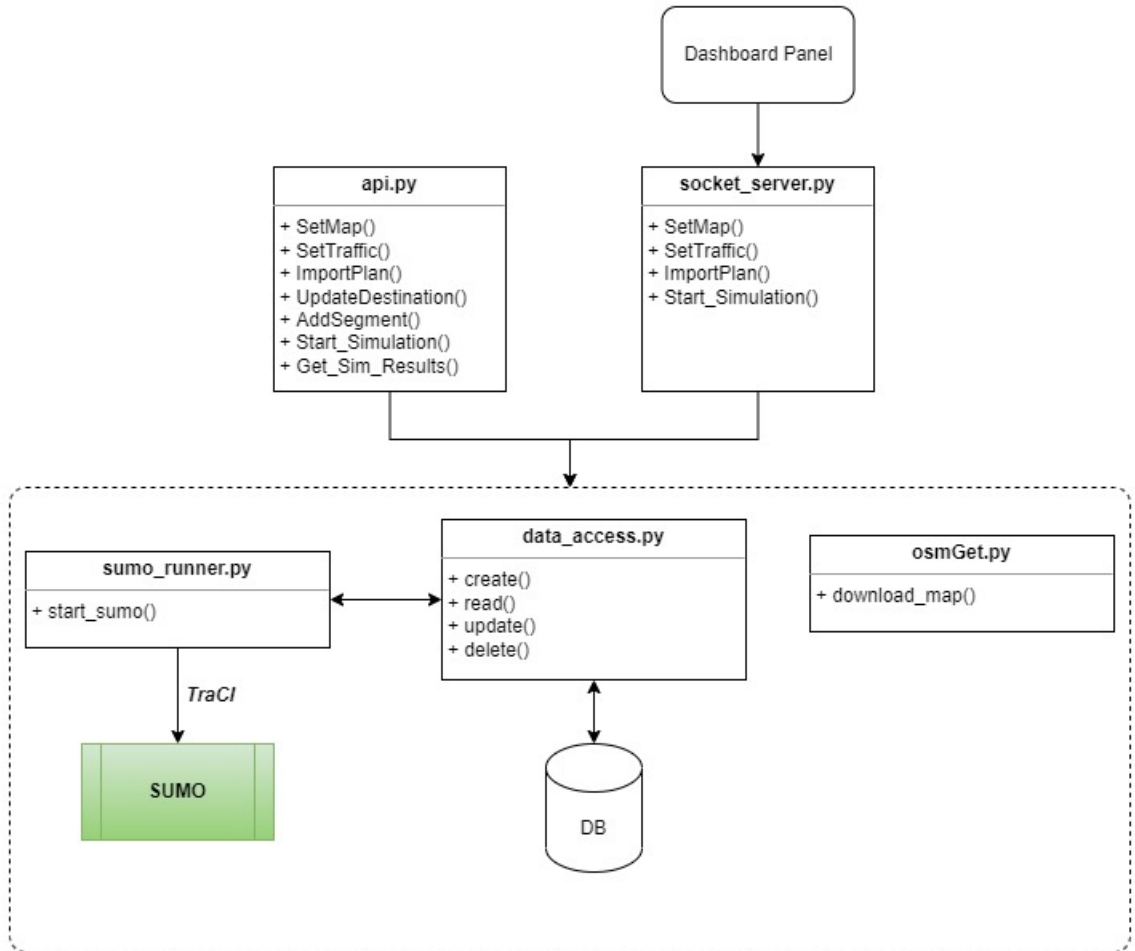 Dashboard Panel
api.py
+ SetMap()
+ SetTraffic()
+ ImportPlan()
+ UpdateDestination()
+ AddSegment()
+ Start_Simulation()
+ Get_Sim_Results()
socket_server.py
+ SetMap()
+ SetTraffic()
+ ImportPlan()
+ Start_Simulation()
sumo_runner.py
+ start_sumo()
data_access.py
+ create()
+ read()
+ update()
+ delete()
osmGet.py
+ download_map()
TraCI
SUMO
DB